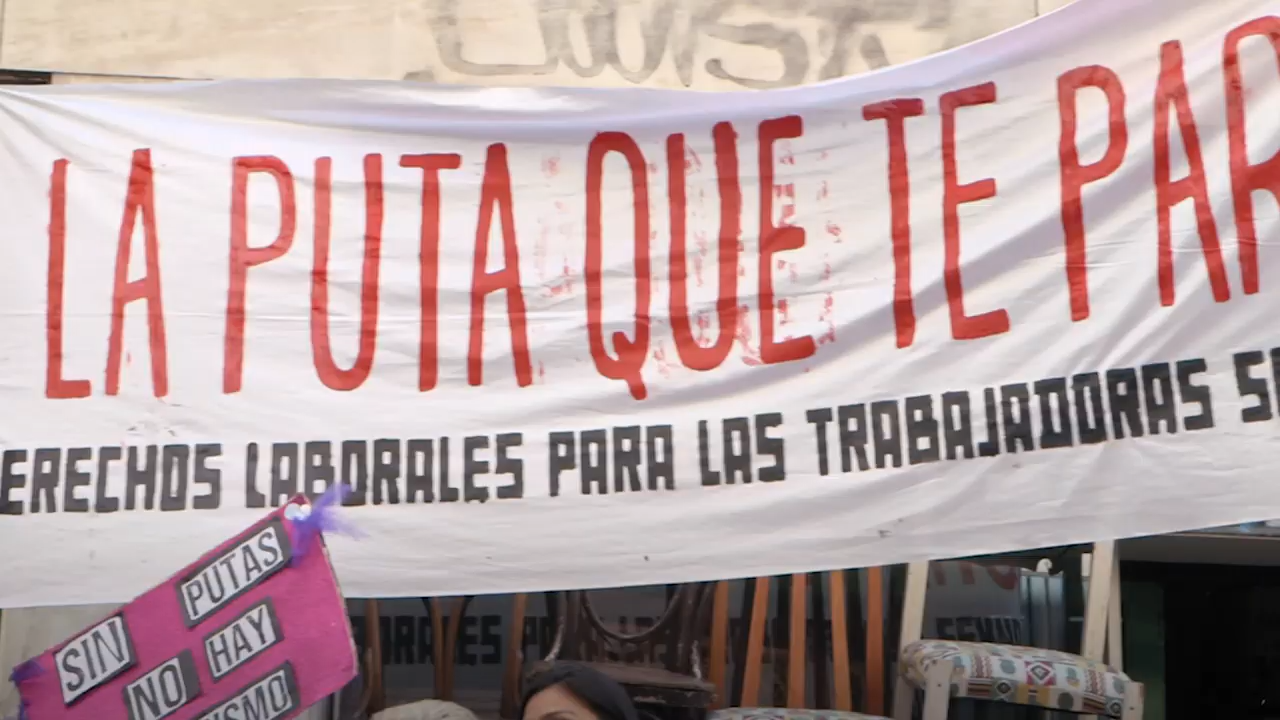 LA PUTA QUE TE PAR
ERECHOS LABORALES PARA LAS TRABAJADORAS S
SIN PUTAS
NO HAY
ISMO